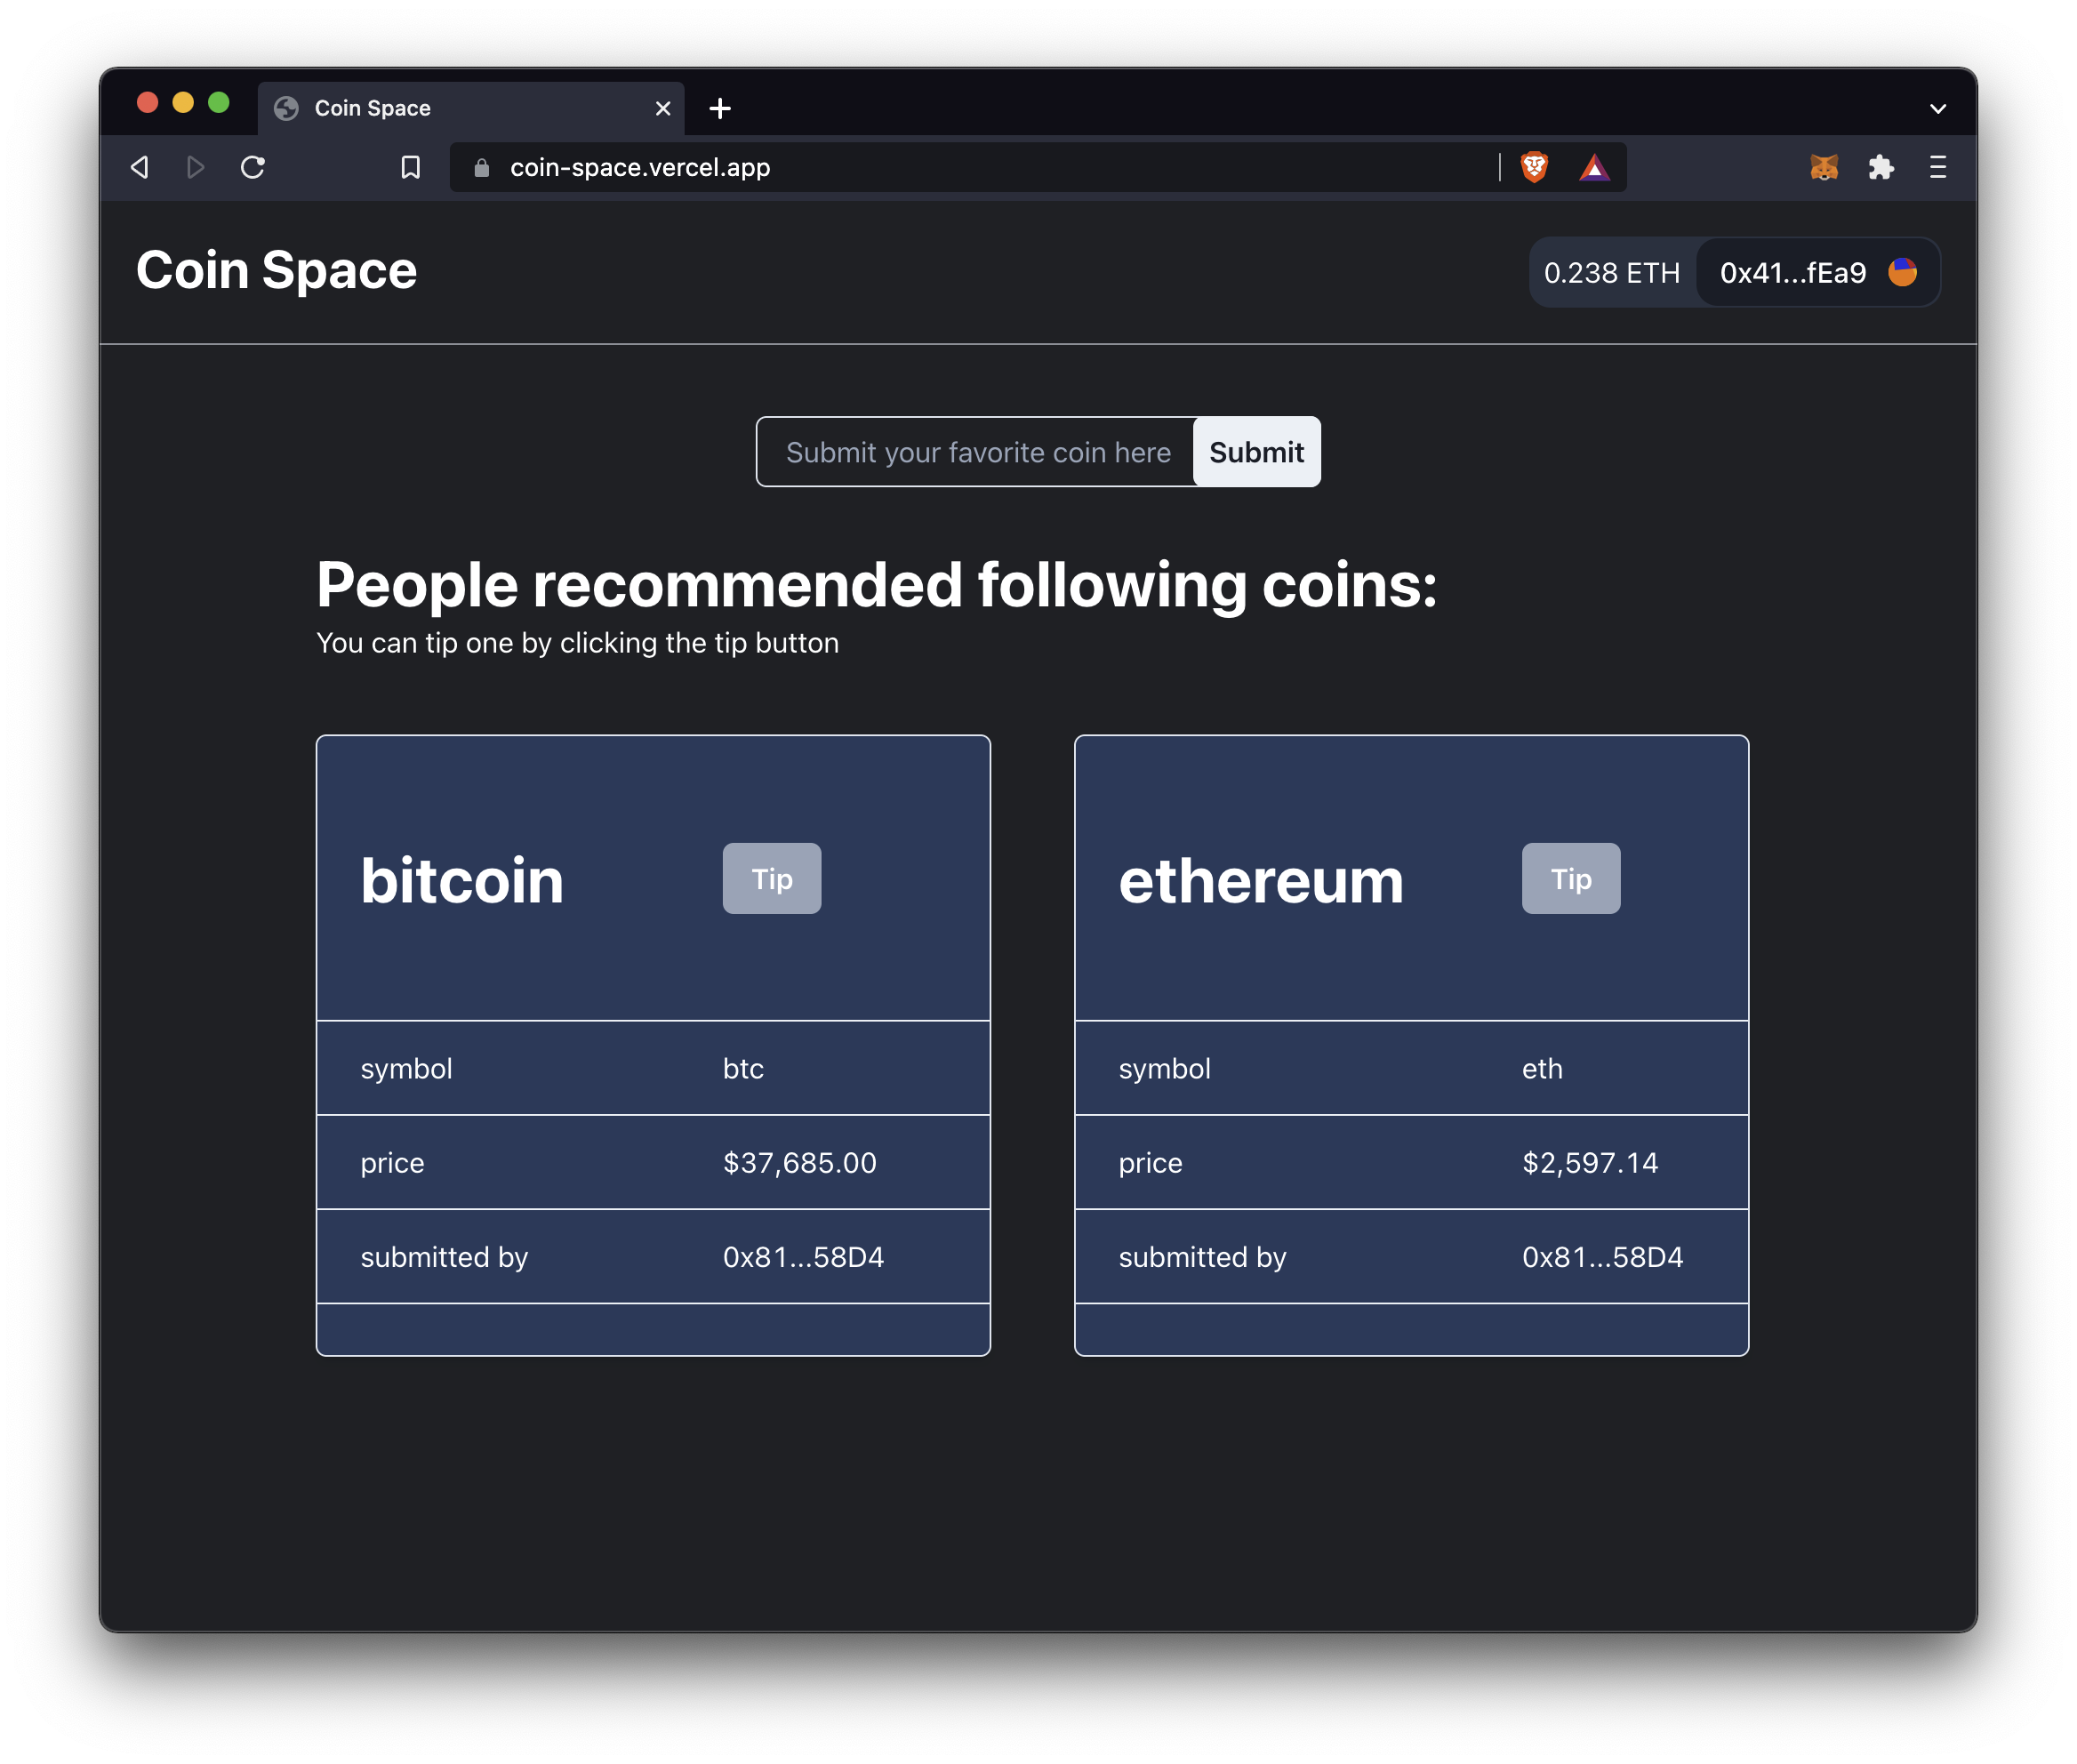 Coin Space
coin-space.vercel.app
Coin Space
0.238 ETH 0x41...fEa9
Submit your favorite coin here Submit
People recommended following coins:
You can tip one by clicking the tip button
bitcoin Tip
symbol btc
price $37,685.00
submitted by 0x81...58D4
ethereum Tip
symbol eth
price $2,597.14
submitted by 0x81...58D4